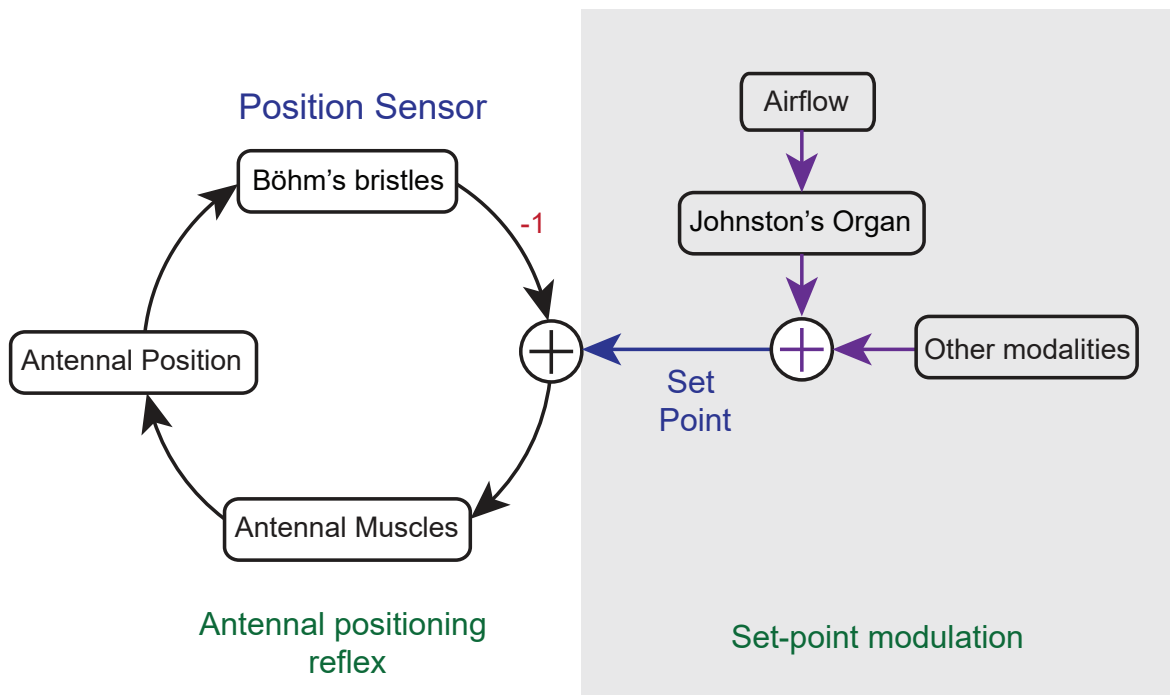 Position Sensor
Böhm's bristles
-1
Antennal Position
Antennal Muscles
Antennal positioning
reflex
Airflow
Johnston's Organ
Other modalities
Set
Point
Set-point modulation